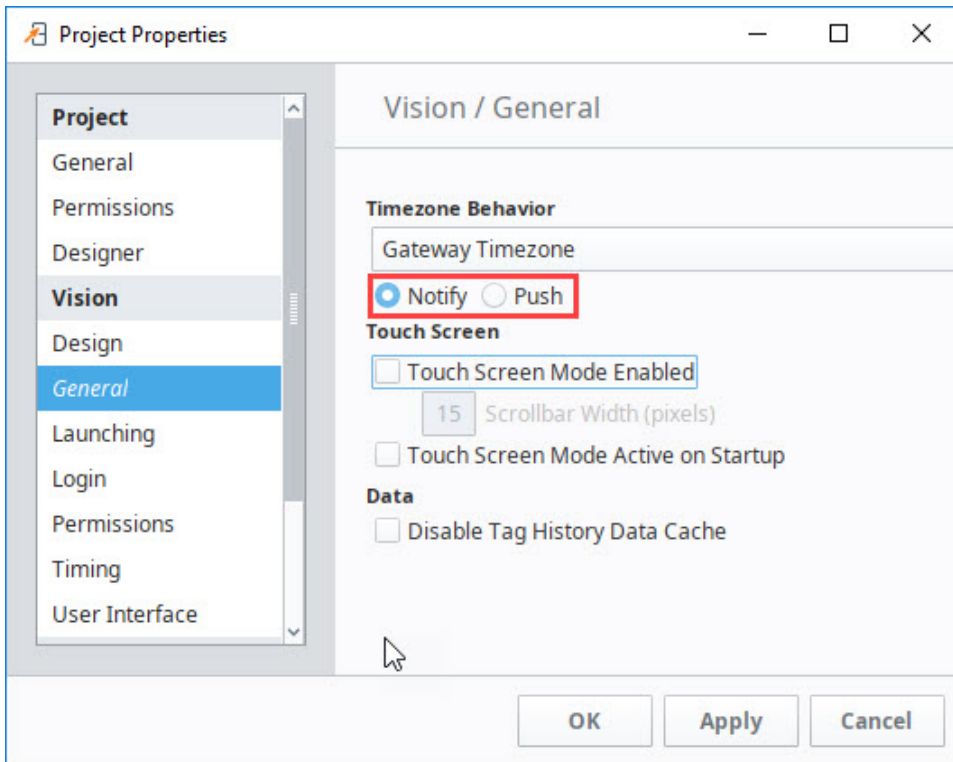 Project Properties
Project
General
Permissions
Designer
Vision
Design
General
Launching
Login
Permissions
Timing
User Interface
Vision / General
Timezone Behavior
Gateway Timezone
Notify Push
Touch Screen
Touch Screen Mode Enabled
15 Scrollbar Width (pixels)
Touch Screen Mode Active on Startup
Data
Disable Tag History Data Cache
OK Apply Cancel